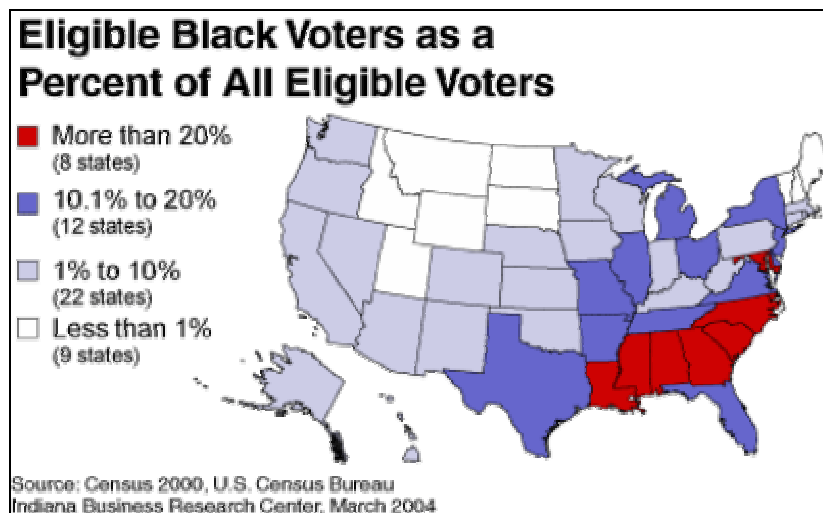 Eligible Black Voters as a
Percent of All Eligible Voters
More than 20%
(8 states)
10.1% to 20%
(12 states)
1% to 10%
(22 states)
Less than 1%
(9 states)
Source: Census 2000, U.S. Census Bureau
Indiana Business Research Center, March 2004